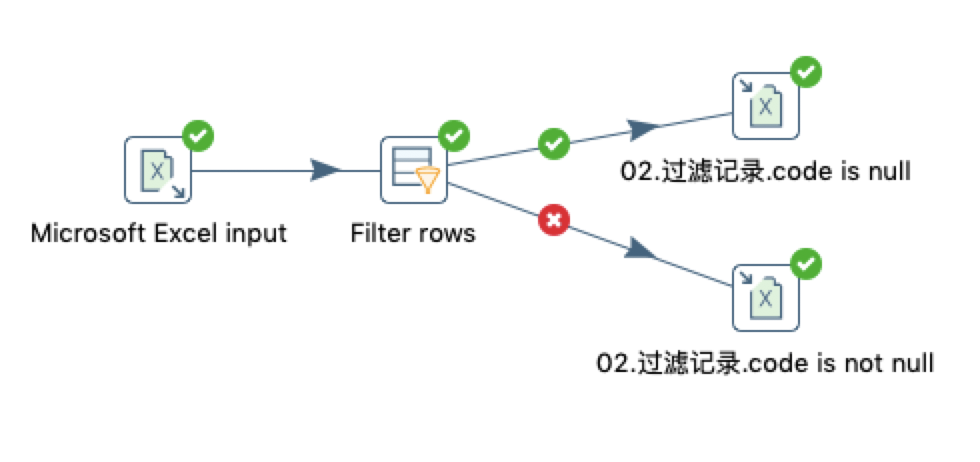 02.过滤记录.code is null
Microsoft Excel input
Filter rows
02.过滤记录.code is not null